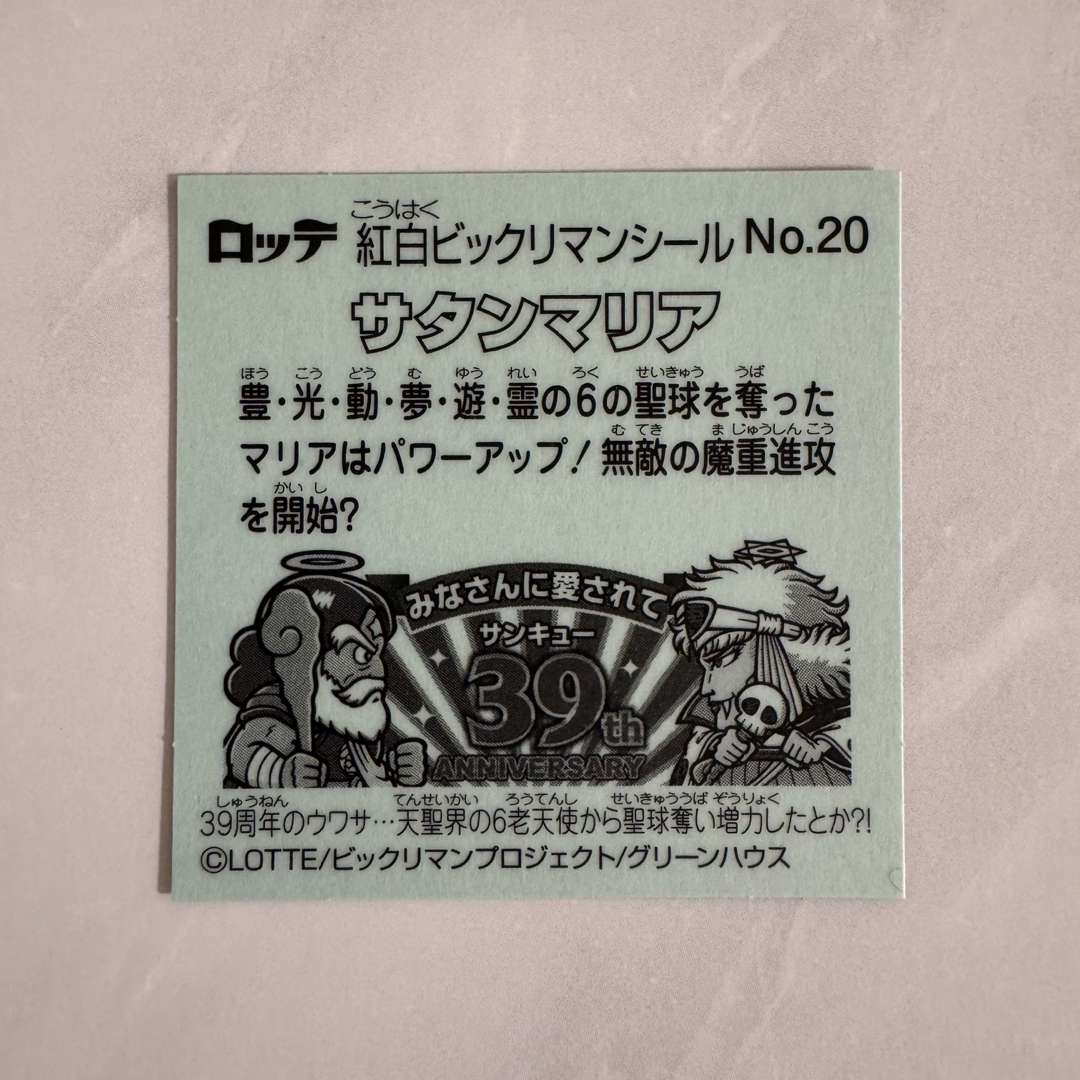 ロッテ 紅白ビックリマンシール No.20
こうはく
サタンマリア
ほう こう どう む ゆう れい ろく せいきゅう うば
豊・光・動・夢・遊・霊の6の聖球を奪った
む てき ま じゅうしん こう
マリアはパワーアップ!無敵の魔重進攻
かい し
を開始?
みなさんに愛されて
サンキュー
39th
ANNIVERSARY
しゅうねん てんせいかい ろうてんし せいきゅううば ぞうりょく
39周年のウワサ…天聖界の6老天使から聖球奪い増力したとか?!
©LOTTE/ビックリマンプロジェクト/グリーンハウス